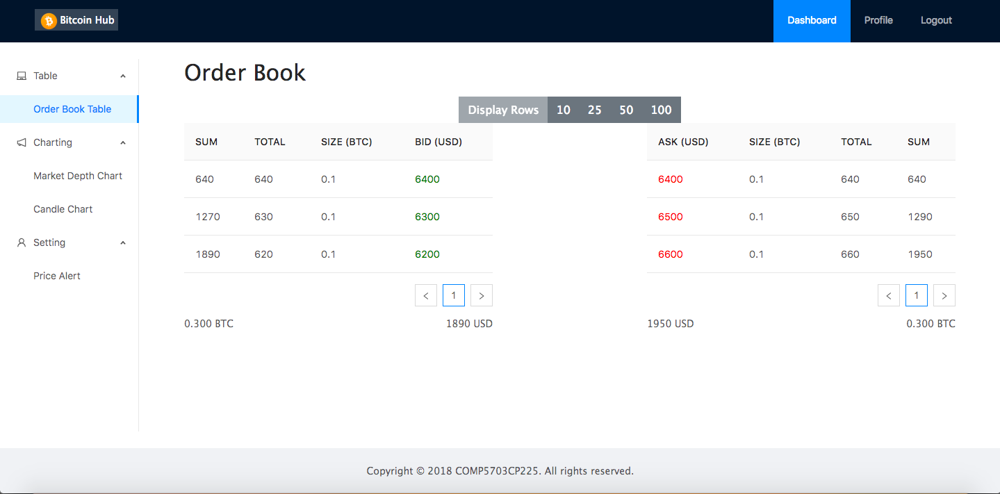 Bitcoin Hub
Dashboard Profile Logout
Table
Order Book Table
Charting
Market Depth Chart
Candle Chart
Setting
Price Alert
Order Book
Display Rows 10 25 50 100
SUM TOTAL SIZE (BTC) BID (USD)
640 640 0.1 6400
1270 630 0.1 6300
1890 620 0.1 6200
< 1 >
0.300 BTC 1890 USD
ASK (USD) SIZE (BTC) TOTAL SUM
6400 0.1 640 640
6500 0.1 650 1290
6600 0.1 660 1950
< 1 >
1950 USD 0.300 BTC
Copyright © 2018 COMP5703CP225. All rights reserved.